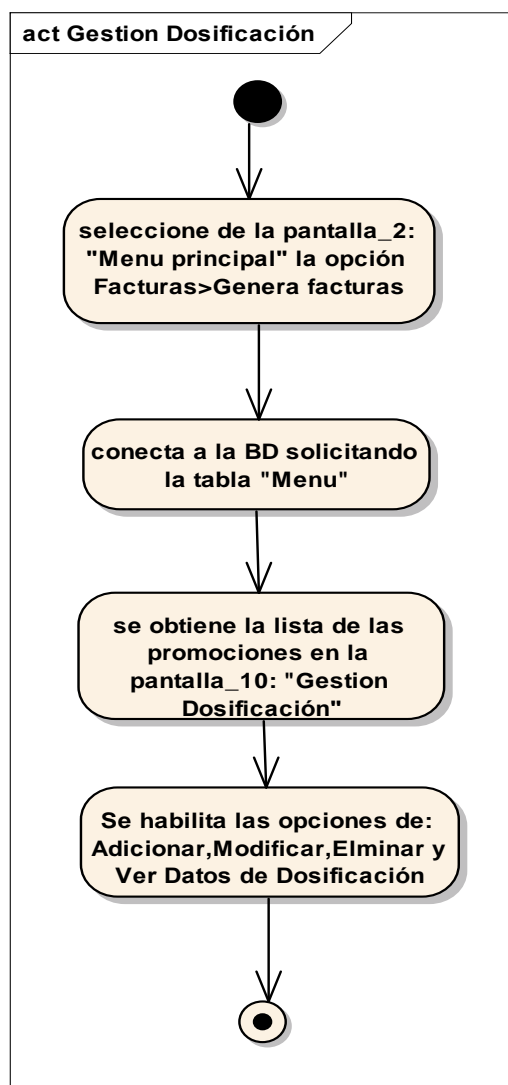 act Gestion Dosificación
seleccione de la pantalla_2:
"Menu principal" la opción
Facturas>Genera facturas
conecta a la BD solicitando
la tabla "Menu"
se obtiene la lista de las
promociones en la
pantalla_10: "Gestion
Dosificación"
Se habilita las opciones de:
Adicionar,Modificar,Elminar y
Ver Datos de Dosificación